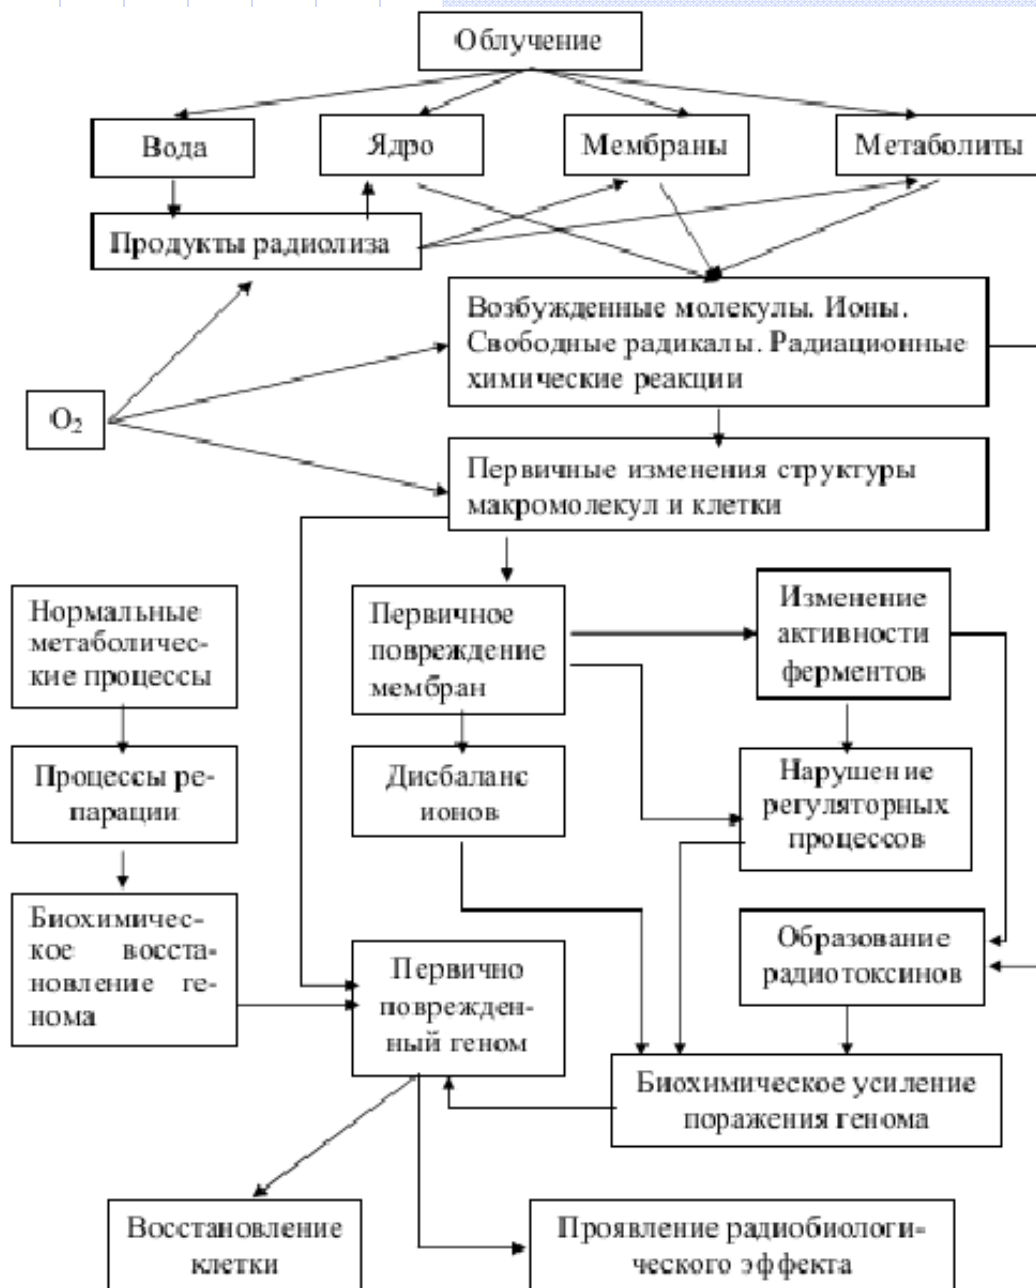 Облучение
Вода
Ядро
Мембраны
Метаболиты
Продукты радиолиза
Возбужденные молекулы. Ионы.
Свободные радикалы. Радиационные
химические реакции
O₂
Первичные изменения структуры
макромолекул и клетки
Нормальные
метаболичес-
кие процессы
Первичное
повреждение
мембран
Изменение
активности
ферментов
Процессы ре-
парации
Дисбаланс
ионов
Нарушение
регуляторных
процессов
Биохимичес-
кое восста-
новление ге-
нома
Первично
поврежден-
ный геном
Образование
радиотоксинов
Биохимическое усиление
поражения генома
Восстановление
клетки
Проявление радиобиологи-
ческого эффекта